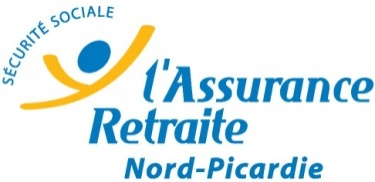 SÉCURITÉ SOCIALE
l'Assurance
Retraite
Nord-Picardie